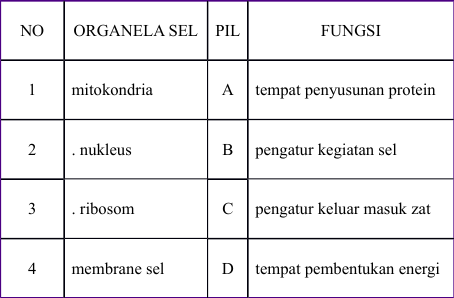 NO ORGANELA SEL PIL FUNGSI
1 mitokondria A tempat penyusunan protein
2 . nukleus B pengatur kegiatan sel
3 . ribosom C pengatur keluar masuk zat
4 membrane sel D tempat pembentukan energi